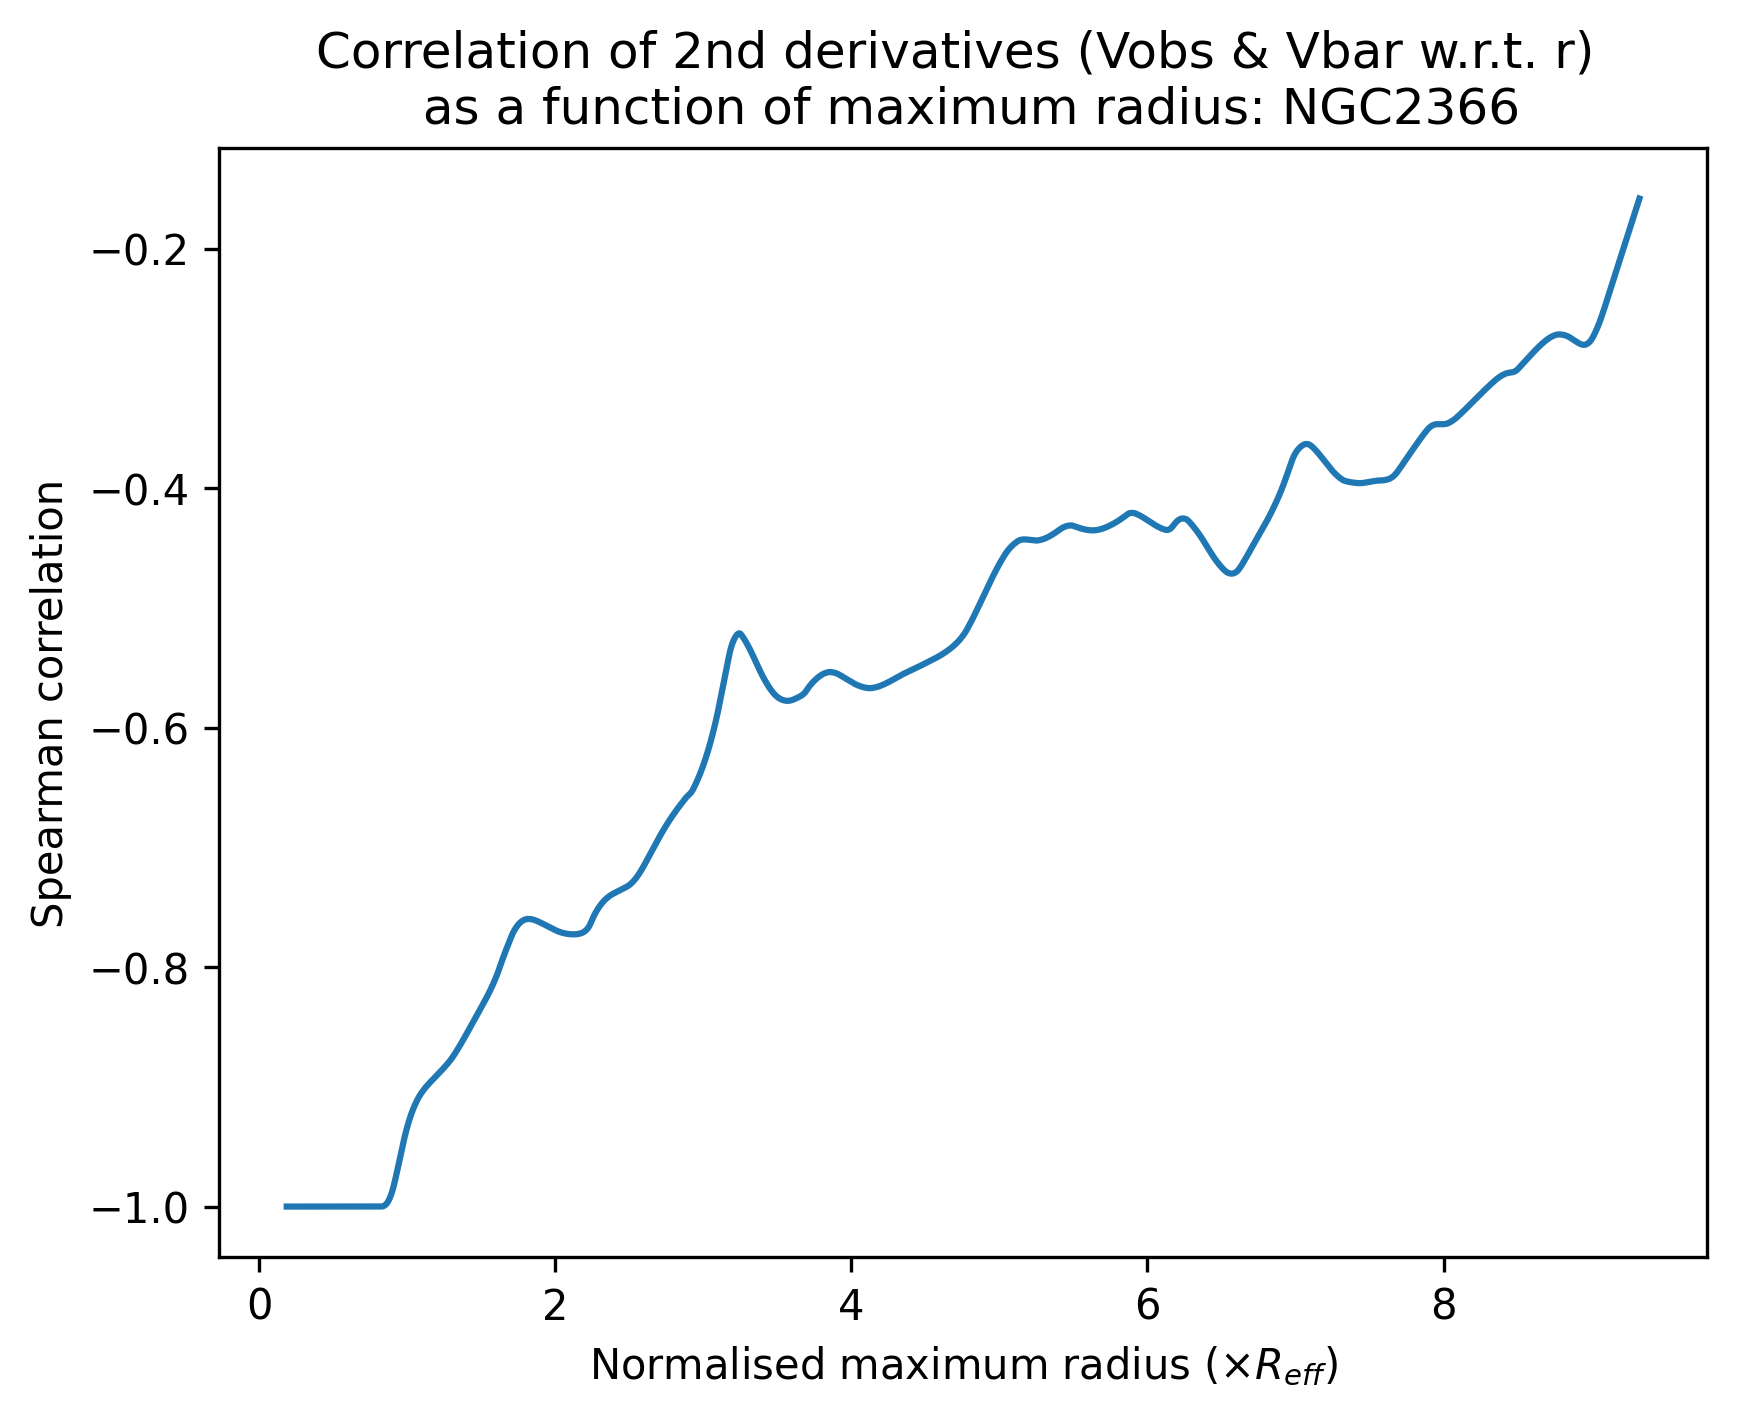 Correlation of 2nd derivatives (Vobs & Vbar w.r.t. r)
as a function of maximum radius: NGC2366
−0.2
−0.4
−0.6
−0.8
−1.0
Spearman correlation
0 2 4 6 8
Normalised maximum radius (×R_eff)